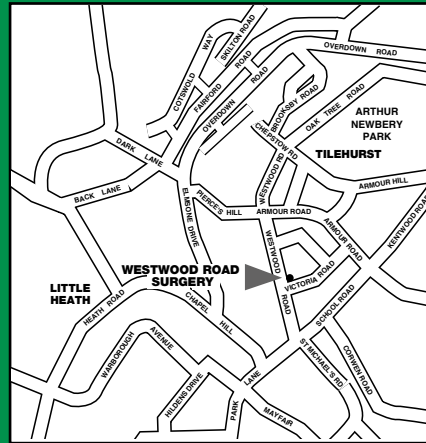 COTSWOLD
WAY
SKILTON ROAD
FAIRFORD
ROAD
OVERDOWN
ROAD
OVERDOWN ROAD
BROOKSBY ROAD
OAK TREE ROAD
ARTHUR
NEWBERY
PARK
CHEPSTOW RD
TILEHURST
DARK LANE
BACK LANE
ELMSONE DRIVE
PIERCE'S HILL
WESTWOOD RD
ARMOUR ROAD
ARMOUR HILL
ARMOUR ROAD
KENTWOOD ROAD
WESTWOOD
ROAD
WESTWOOD ROAD
SURGERY
VICTORIA ROAD
LITTLE
HEATH
HEATH ROAD
CHAPEL
HILL
SCHOOL ROAD
WARBOROUGH
AVENUE
HILDENS DRIVE
PARK
LANE
MAYFAIR
ST MICHAEL'S RD
CORWEN ROAD